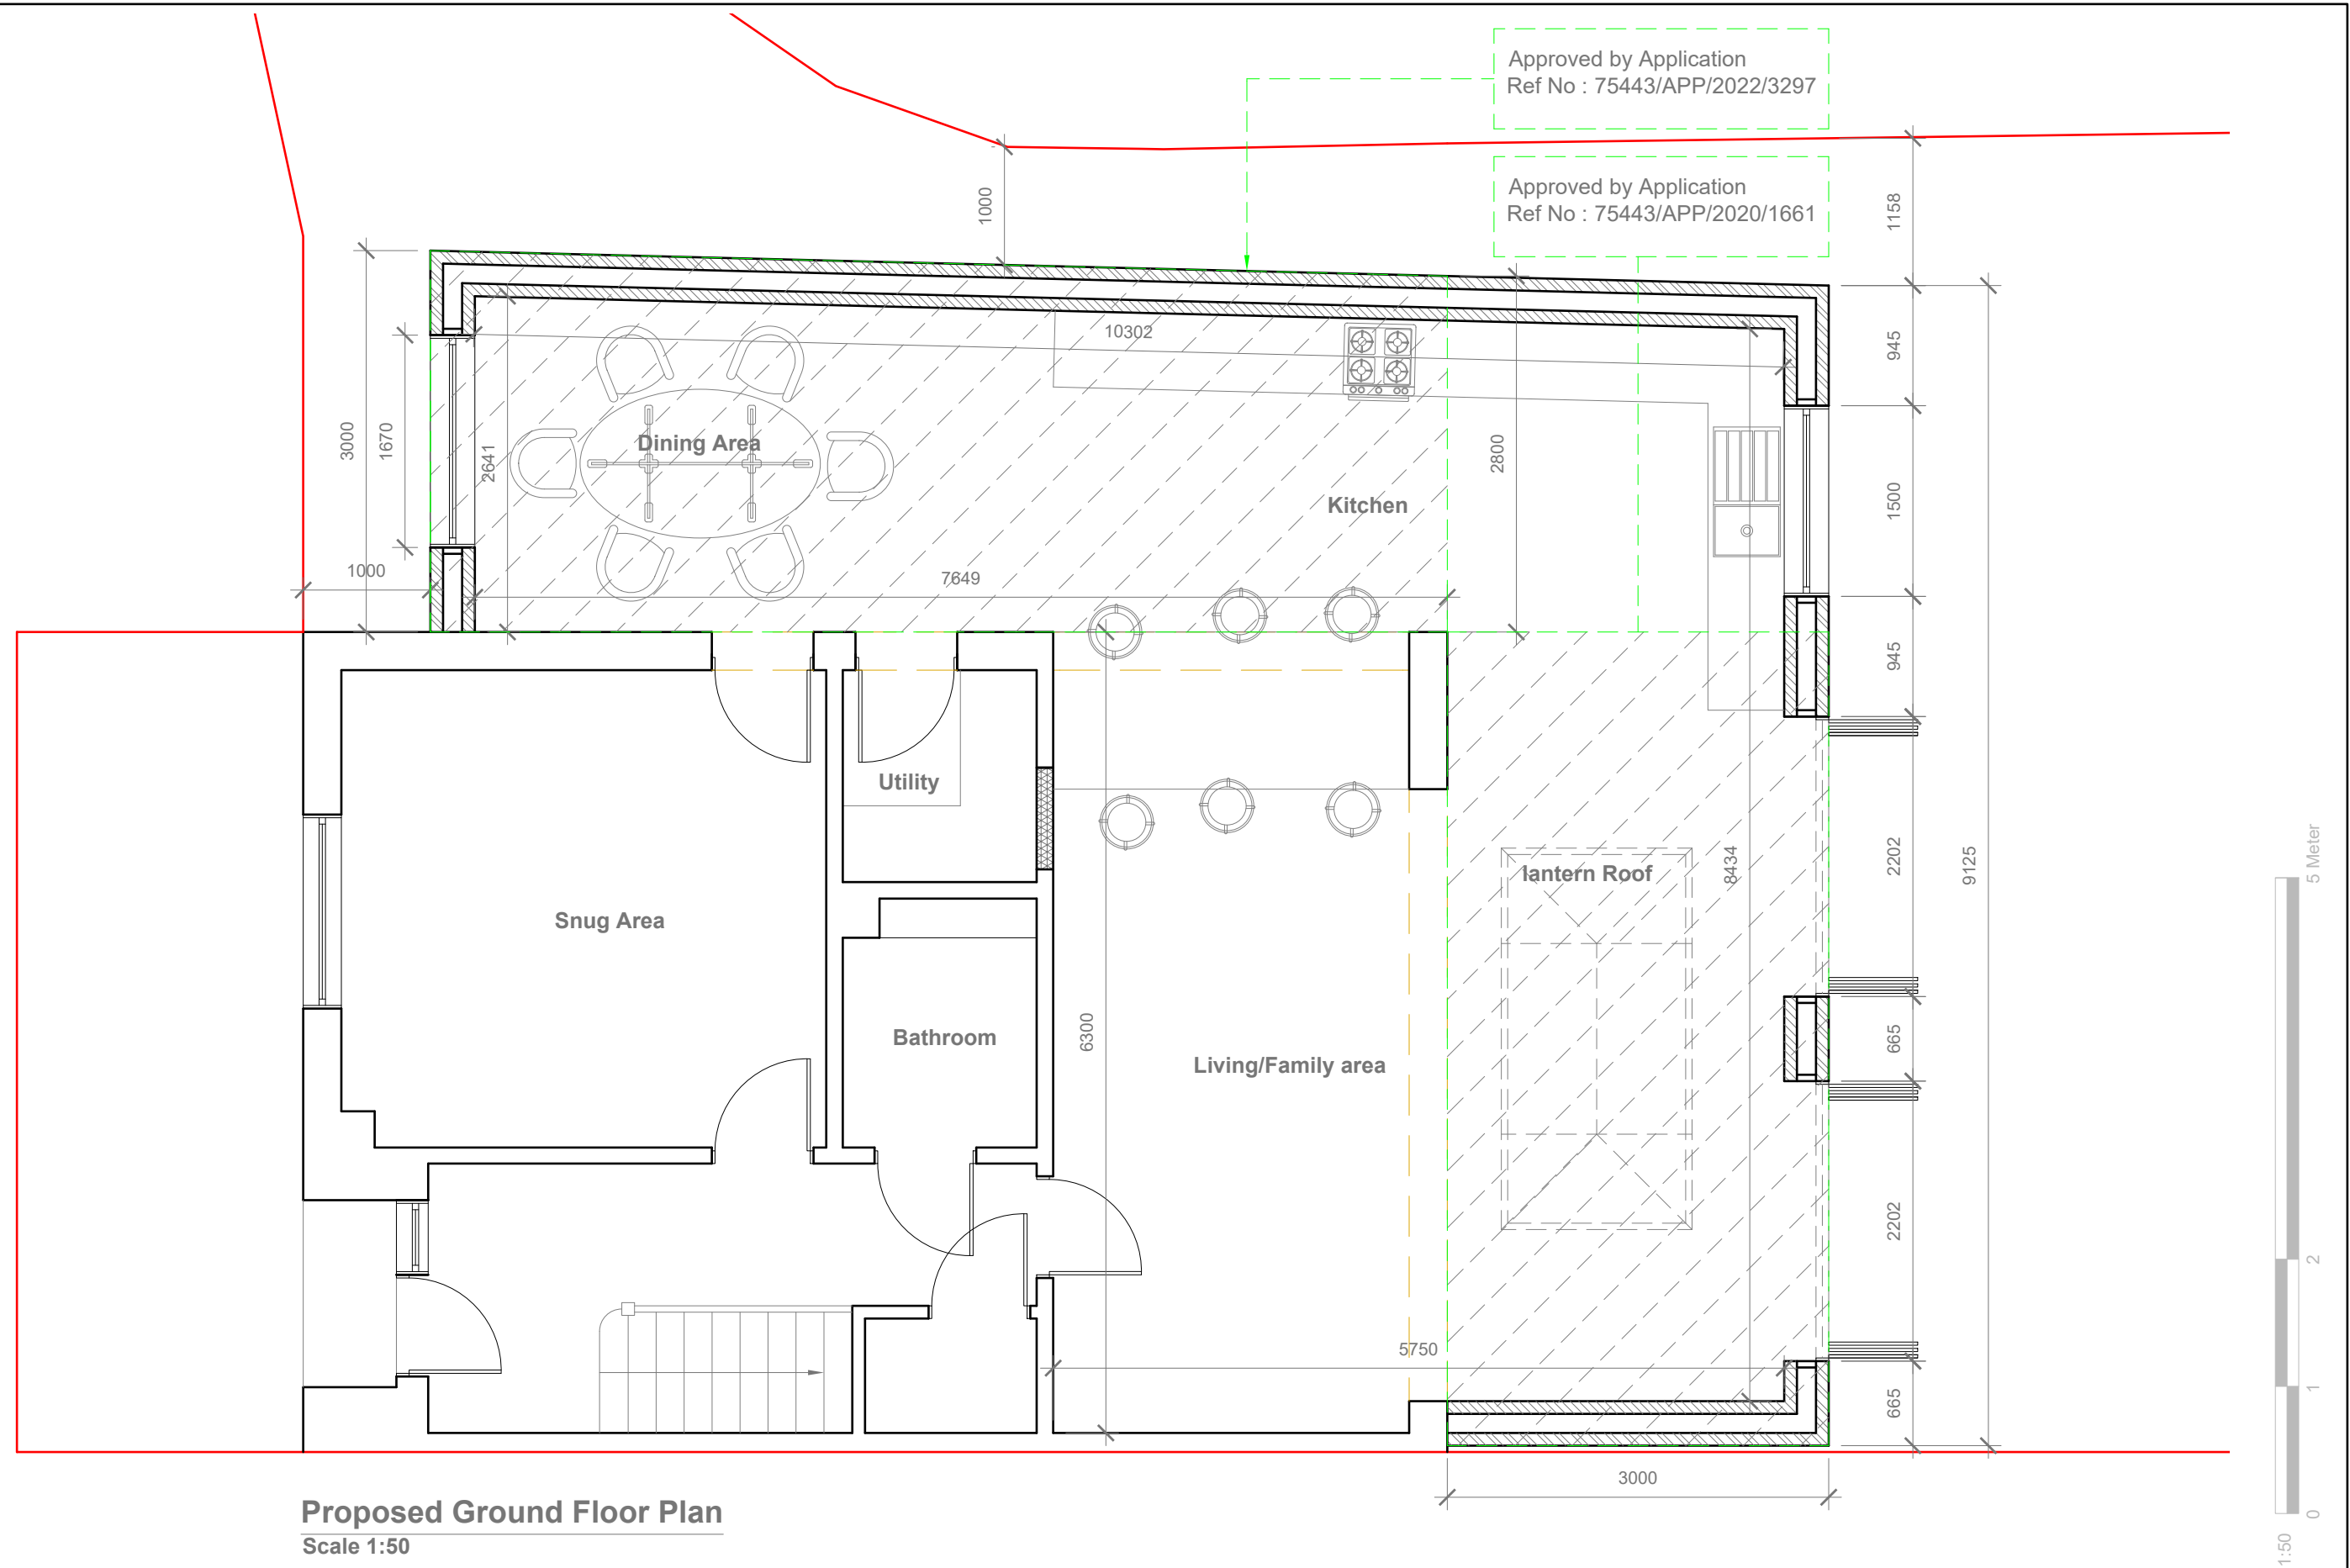 Approved by Application
Ref No : 75443/APP/2022/3297
Approved by Application
Ref No : 75443/APP/2020/1661
1000
1158
10302
945
3000
1670
2641
Dining Area
2800
Kitchen
1500
1000
7649
945
Utility
lantern Roof
8434
2202
9125
5 Meter
Snug Area
6300
Bathroom
Living/Family area
665
2202
2
5750
1
665
3000
0
1:50
Proposed Ground Floor Plan
Scale 1:50